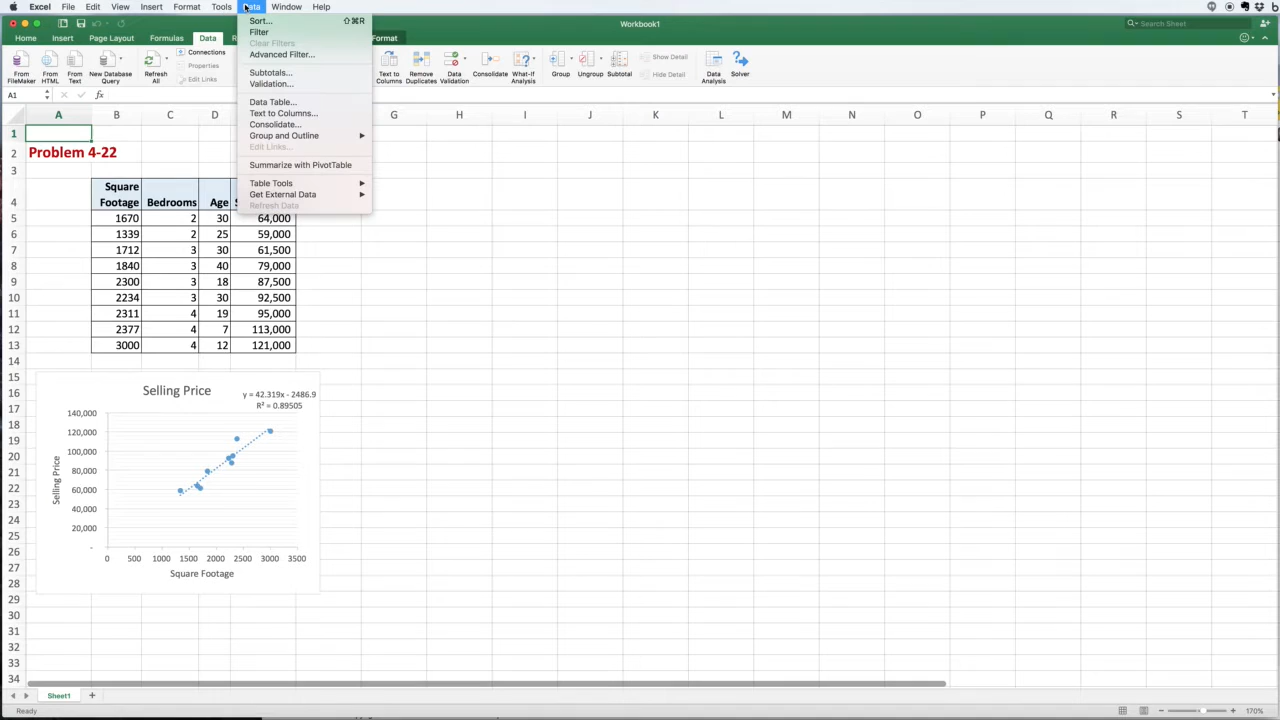 Excel File Edit View Insert Format Tools Data Window Help
Workbook1
Search Sheet
Home Insert Page Layout Formulas Data Format
From FileMaker
From HTML
From Text
New Database Query
Refresh All
Connections
Properties
Edit Links
Text to Columns
Remove Duplicates
Data Validation
Consolidate
What-If Analysis
Group
Ungroup
Subtotal
Show Detail
Hide Detail
Data Analysis
Solver
Sort... ⇧⌘R
Filter
Clear Filters
Advanced Filter...
Subtotals...
Validation...
Data Table...
Text to Columns...
Consolidate...
Group and Outline
Edit Links...
Summarize with PivotTable
Table Tools
Get External Data
Refresh Data
A1 fx
A B C D G H I J K L M N O P Q R S T
1
2 Problem 4-22
3
4 Square Footage Bedrooms Age S
5 1670 2 30 64,000
6 1339 2 25 59,000
7 1712 3 30 61,500
8 1840 3 40 79,000
9 2300 3 18 87,500
10 2234 3 30 92,500
11 2311 4 19 95,000
12 2377 4 7 113,000
13 3000 4 12 121,000
14
15
16
17
18
19
20
21
22
23
24
25
26
27
28
29
30
31
32
33
34
Selling Price
y = 42.319x - 2486.9
R² = 0.89505
140,000
120,000
100,000
80,000
60,000
40,000
20,000
-
Selling Price
0 500 1000 1500 2000 2500 3000 3500
Square Footage
Sheet1 +
Ready
170%